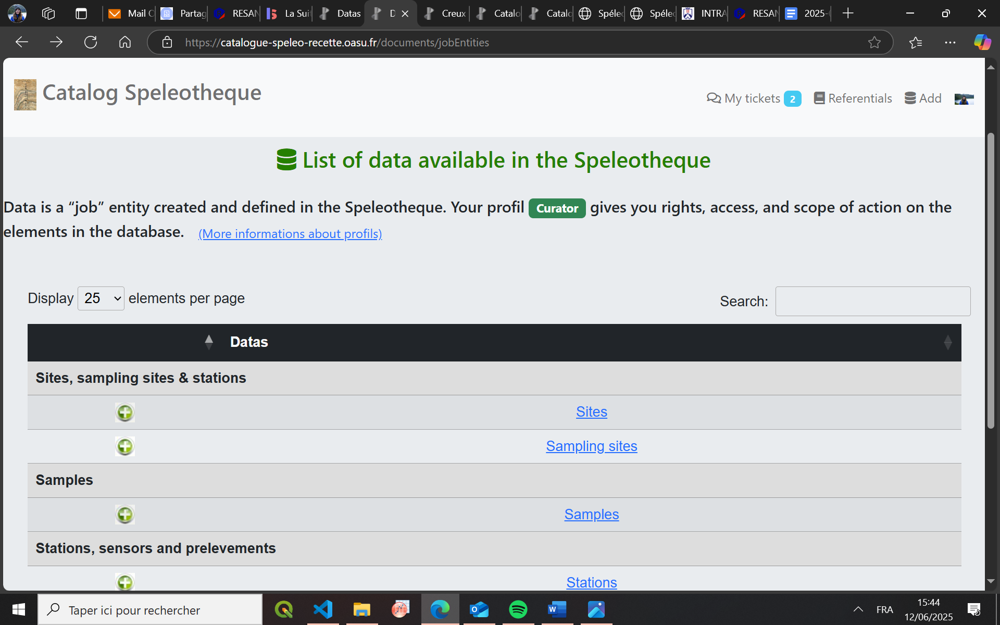 Mail C
Partag
RESAN
La Sui
Datas
D
Creux
Catalo
Catalo
Spéle
Spéle
INTRA
RESAN
2025-
https://catalogue-speleo-recette.oasu.fr/documents/jobEntities
Catalog Speleotheque
My tickets 2
Referentials
Add
List of data available in the Speleotheque
Data is a “job” entity created and defined in the Speleotheque. Your profil Curator gives you rights, access, and scope of action on the
elements in the database. (More informations about profils)
Display 25 elements per page
Search:
Datas
Sites, sampling sites & stations
Sites
Sampling sites
Samples
Samples
Stations, sensors and prelevements
Stations
Taper ici pour rechercher
FRA
15:44
12/06/2025